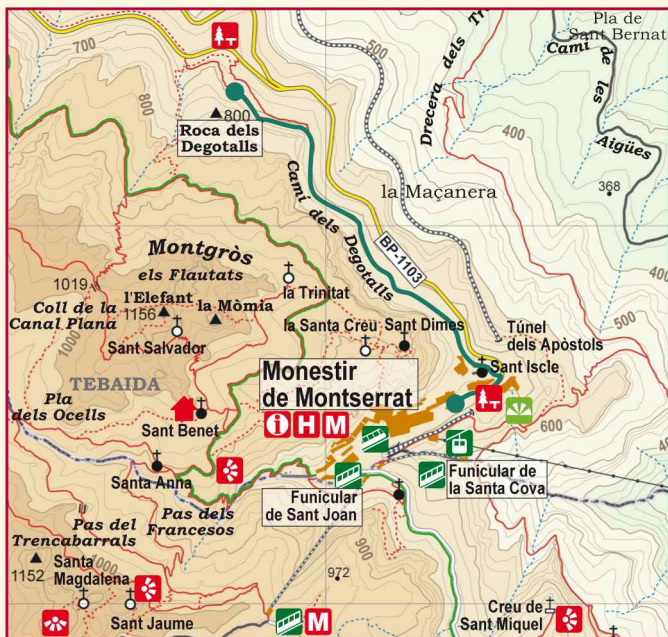 Pla de
Sant Bernat
Camí de les Aigües
Drecera dels Tr
700
500
800
800
Roca dels
Degotalls
400
400
368
la Maçanera
Camí dels Degotalls
BP-1103
Montgròs
els Flautats
1019
l'Elefant
1156
la Mòmia
la Trinitat
Coll de la
Canal Plana
1000
Sant Salvador
la Santa Creu
Sant Dimes
Túnel
dels Apòstols
500
Sant Iscle
TEBAIDA
Monestir
de Montserrat
i H M
Pla
dels Ocells
Sant Benet
600
Santa Anna
Funicular de
la Santa Cova
Funicular
de Sant Joan
Pas dels
Francesos
Pas del
Trencabarrals
900
1152
Santa
Magdalena
1000
972
Sant Jaume
M
Creu de
Sant Miquel